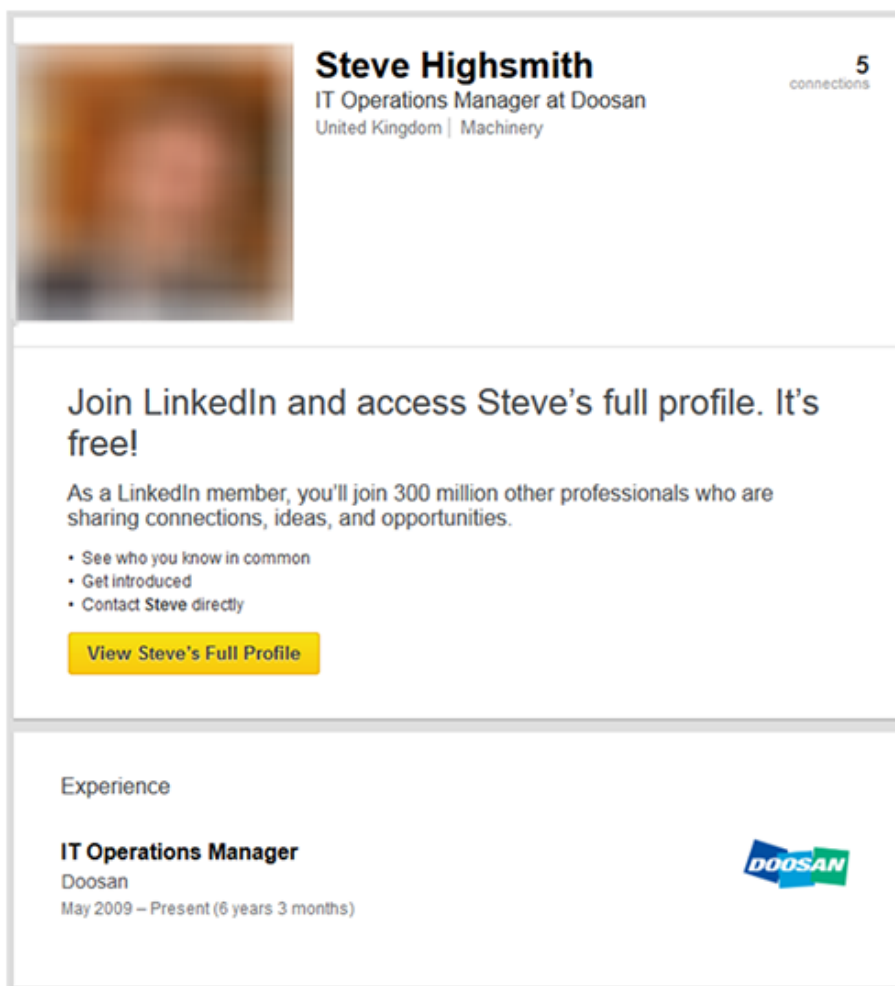 Steve Highsmith
5
connections
IT Operations Manager at Doosan
United Kingdom | Machinery
Join LinkedIn and access Steve’s full profile. It’s
free!
As a LinkedIn member, you’ll join 300 million other professionals who are
sharing connections, ideas, and opportunities.
• See who you know in common
• Get introduced
• Contact Steve directly
View Steve's Full Profile
Experience
IT Operations Manager
DOOSAN
Doosan
May 2009 – Present (6 years 3 months)